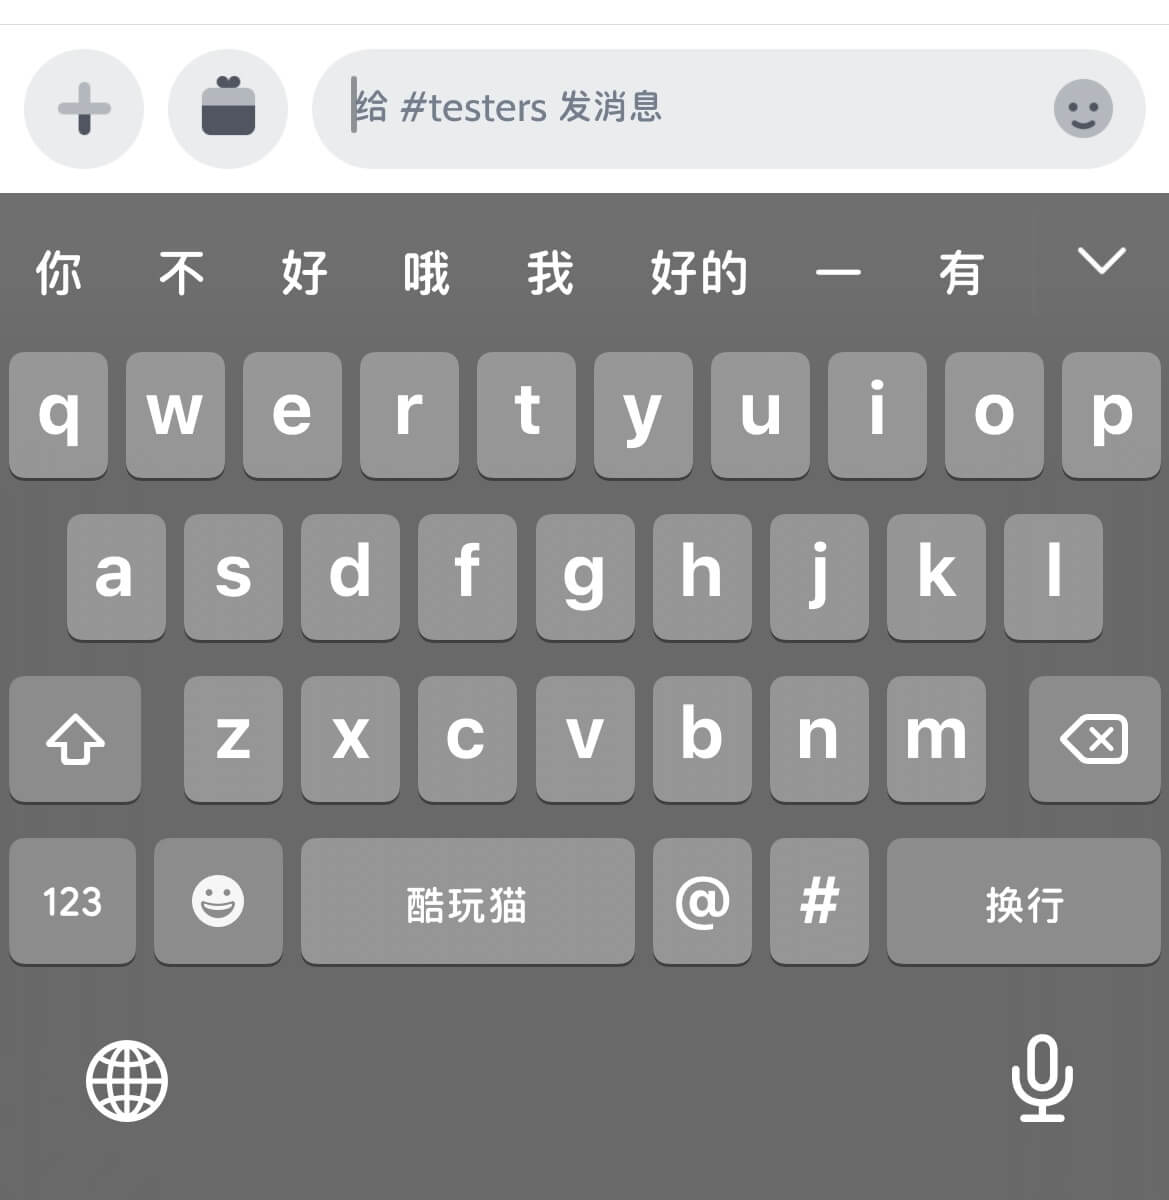 给 #testers 发消息
你 不 好 哦 我 好的 一 有
q w e r t y u i o p
a s d f g h j k l
z x c v b n m
123 酷玩猫 @ # 换行